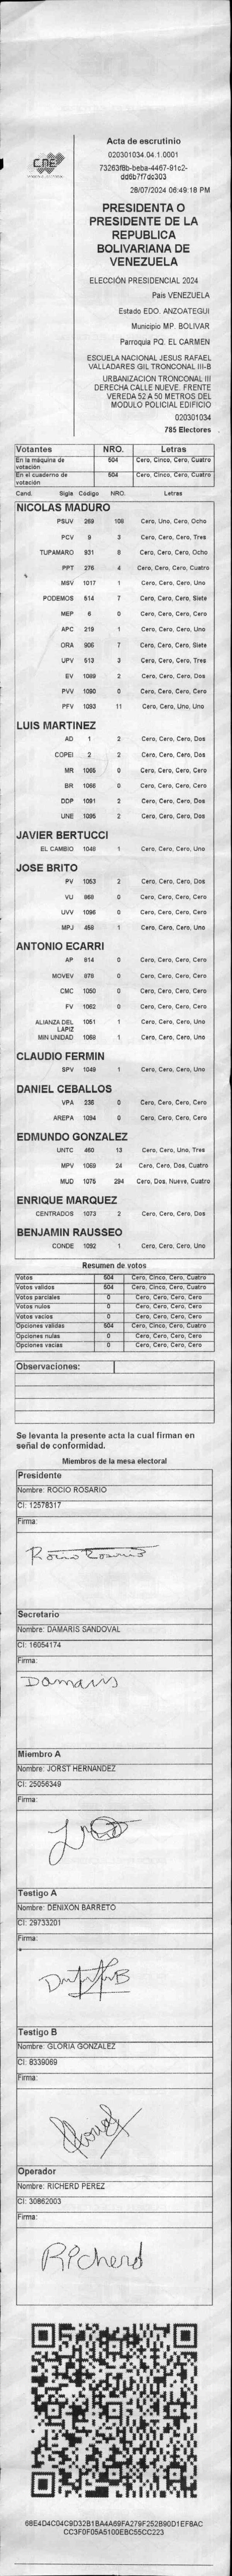 CNE
Acta de escrutinio
020301034.04.1.0001
73263f8b-beba-4467-91c2-
dd6b7f7dc303
28/07/2024 06:49:18 PM
PRESIDENTA O
PRESIDENTE DE LA
REPUBLICA
BOLIVARIANA DE
VENEZUELA
ELECCIÓN PRESIDENCIAL 2024
Pais VENEZUELA
Estado EDO. ANZOATEGUI
Municipio MP. BOLIVAR
Parroquia PQ. EL CARMEN
ESCUELA NACIONAL JESUS RAFAEL
VALLADARES GIL TRONCONAL III-B
URBANIZACION TRONCONAL III
DERECHA CALLE NUEVE. FRENTE
VEREDA 52 A 50 METROS DEL
MODULO POLICIAL EDIFICIO
020301034
785 Electores
Votantes NRO. Letras
En la máquina de votación 504 Cero, Cinco, Cero, Cuatro
En el cuaderno de votación 504 Cero, Cinco, Cero, Cuatro
Cand. Sigla Código NRO. Letras
NICOLAS MADURO
PSUV 269 108 Cero, Uno, Cero, Ocho
PCV 9 3 Cero, Cero, Cero, Tres
TUPAMARO 931 8 Cero, Cero, Cero, Ocho
PPT 276 4 Cero, Cero, Cero, Cuatro
MSV 1017 1 Cero, Cero, Cero, Uno
PODEMOS 514 7 Cero, Cero, Cero, Siete
MEP 6 0 Cero, Cero, Cero, Cero
APC 219 1 Cero, Cero, Cero, Uno
ORA 906 7 Cero, Cero, Cero, Siete
UPV 513 3 Cero, Cero, Cero, Tres
EV 1089 2 Cero, Cero, Cero, Dos
PVV 1090 0 Cero, Cero, Cero, Cero
PFV 1093 11 Cero, Cero, Uno, Uno
LUIS MARTINEZ
AD 1 2 Cero, Cero, Cero, Dos
COPEI 2 2 Cero, Cero, Cero, Dos
MR 1065 0 Cero, Cero, Cero, Cero
BR 1066 0 Cero, Cero, Cero, Cero
DDP 1091 2 Cero, Cero, Cero, Dos
UNE 1095 2 Cero, Cero, Cero, Dos
JAVIER BERTUCCI
EL CAMBIO 1048 1 Cero, Cero, Cero, Uno
JOSE BRITO
PV 1053 2 Cero, Cero, Cero, Dos
VU 868 0 Cero, Cero, Cero, Cero
UVV 1096 0 Cero, Cero, Cero, Cero
MPJ 458 1 Cero, Cero, Cero, Uno
ANTONIO ECARRI
AP 814 0 Cero, Cero, Cero, Cero
MOVEV 878 0 Cero, Cero, Cero, Cero
CMC 1050 0 Cero, Cero, Cero, Cero
FV 1062 0 Cero, Cero, Cero, Cero
ALIANZA DEL LAPIZ 1051 1 Cero, Cero, Cero, Uno
MIN UNIDAD 1058 1 Cero, Cero, Cero, Uno
CLAUDIO FERMIN
SPV 1049 1 Cero, Cero, Cero, Uno
DANIEL CEBALLOS
VPA 236 0 Cero, Cero, Cero, Cero
AREPA 1094 0 Cero, Cero, Cero, Cero
EDMUNDO GONZALEZ
UNTC 460 13 Cero, Cero, Uno, Tres
MPV 1069 24 Cero, Cero, Dos, Cuatro
MUD 1075 294 Cero, Dos, Nueve, Cuatro
ENRIQUE MARQUEZ
CENTRADOS 1073 2 Cero, Cero, Cero, Dos
BENJAMIN RAUSSEO
CONDE 1092 1 Cero, Cero, Cero, Uno
Resumen de votos
Votos 504 Cero, Cinco, Cero, Cuatro
Votos validos 504 Cero, Cinco, Cero, Cuatro
Votos parciales 0 Cero, Cero, Cero, Cero
Votos nulos 0 Cero, Cero, Cero, Cero
Votos vacios 0 Cero, Cero, Cero, Cero
Opciones validas 504 Cero, Cinco, Cero, Cuatro
Opciones nulas 0 Cero, Cero, Cero, Cero
Opciones vacias 0 Cero, Cero, Cero, Cero
Observaciones:
Se levanta la presente acta la cual firman en
señal de conformidad.
Miembros de la mesa electoral
Presidente
Nombre: ROCIO ROSARIO
CI: 12578317
Firma:
Rocio Rosario
Secretario
Nombre: DAMARIS SANDOVAL
CI: 16054174
Firma:
Damaris
Miembro A
Nombre: JORST HERNANDEZ
CI: 25056349
Firma:
Testigo A
Nombre: DENIXON BARRETO
CI: 29733201
Firma:
Testigo B
Nombre: GLORIA GONZALEZ
CI: 8339069
Firma:
Operador
Nombre: RICHERD PEREZ
CI: 30862003
Firma:
Richerd
68E4D4C04C9D32B1BA4A69FA279F252B90D1EF8AC
CC3F0F05A5100EBC55CC223